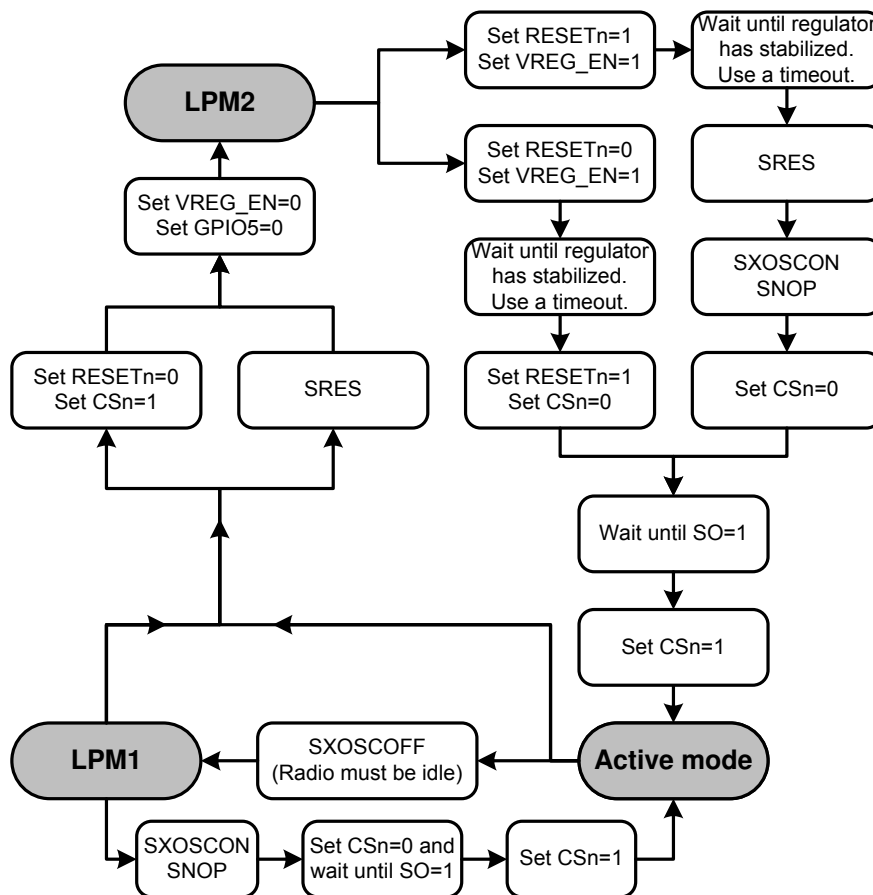 Set RESETn=1
Set VREG_EN=1
Wait until regulator
has stabilized.
Use a timeout.
LPM2
Set RESETn=0
Set VREG_EN=1
SRES
Set VREG_EN=0
Set GPIO5=0
Wait until regulator
has stabilized.
Use a timeout.
SXOSCON
SNOP
Set RESETn=0
Set CSn=1
SRES
Set RESETn=1
Set CSn=0
Set CSn=0
Wait until SO=1
Set CSn=1
LPM1
SXOSCOFF
(Radio must be idle)
Active mode
SXOSCON
SNOP
Set CSn=0 and
wait until SO=1
Set CSn=1